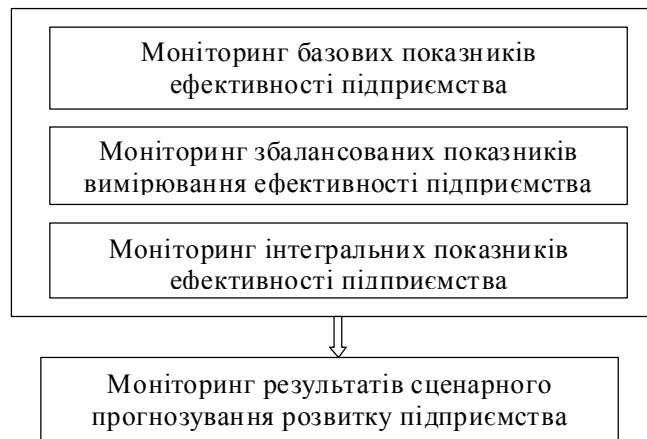 Моніторинг базових показників
ефективності підприємства
Моніторинг збалансованих показників
вимірювання ефективності підприємства
Моніторинг інтегральних показників
ефективності підприємства
Моніторинг результатів сценарного
прогнозування розвитку підприємства